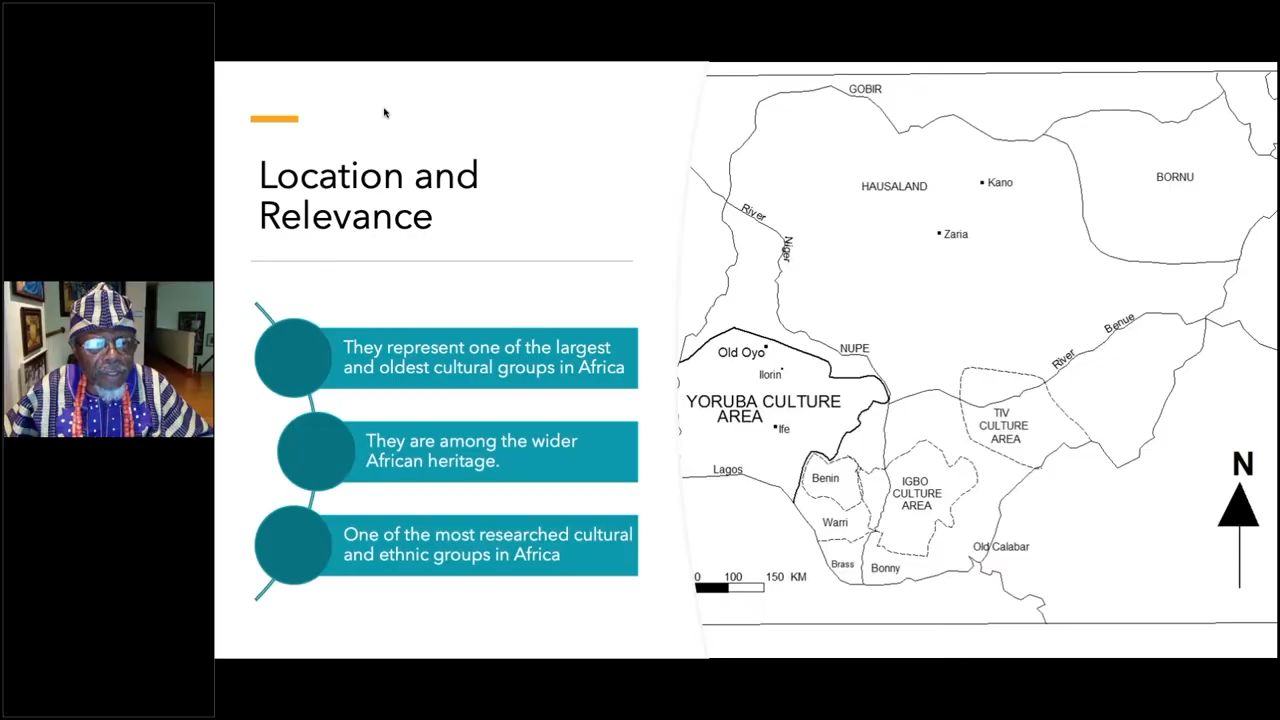 Location and
Relevance
They represent one of the largest
and oldest cultural groups in Africa
They are among the wider
African heritage.
One of the most researched cultural
and ethnic groups in Africa
GOBIR
HAUSALAND
Kano
BORNU
Zaria
River
Niger
River
Benue
NUPE
Old Oyo
Ilorin
YORUBA CULTURE
AREA
Ife
Lagos
TIV
CULTURE
AREA
Benin
IGBO
CULTURE
AREA
Warri
Brass
Bonny
Old Calabar
N
0 100 150 KM